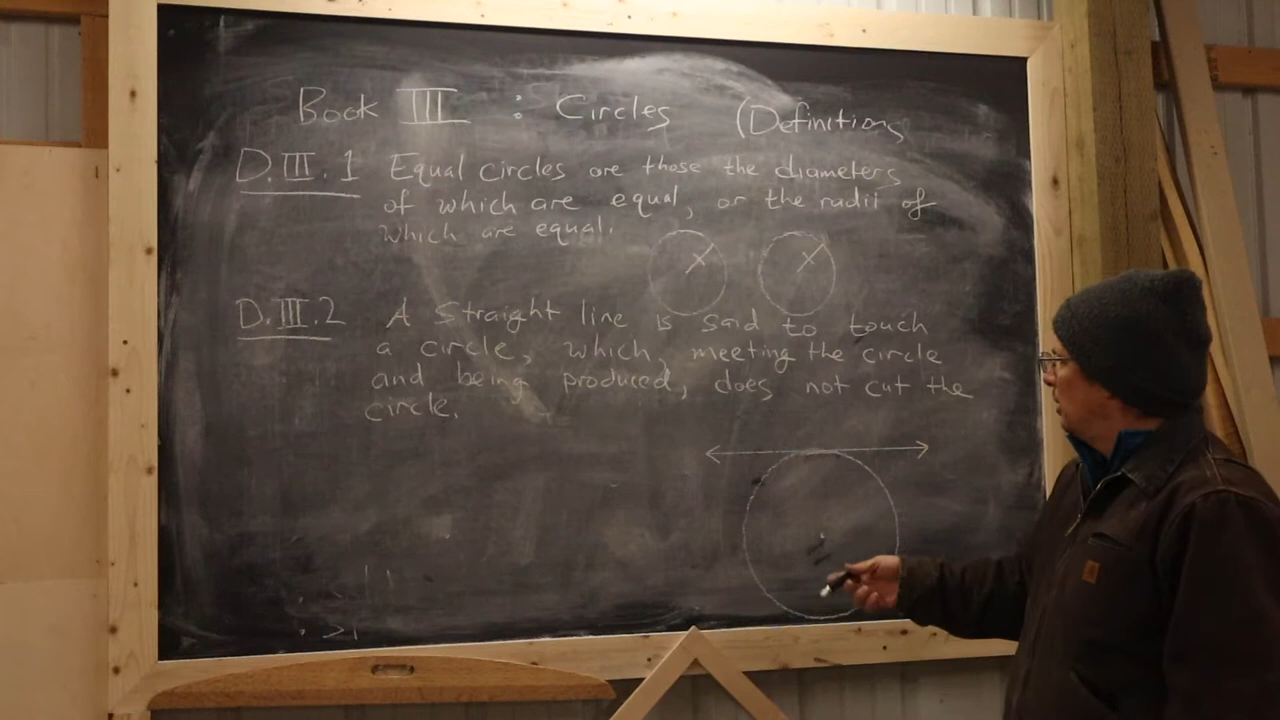 Book III : Circles (Definitions
D.III.1 Equal circles are those the diameters
of which are equal, or the radii of
which are equal.
D.III.2 A straight line is said to touch
a circle, which, meeting the circle
and being produced, does not cut the
circle.